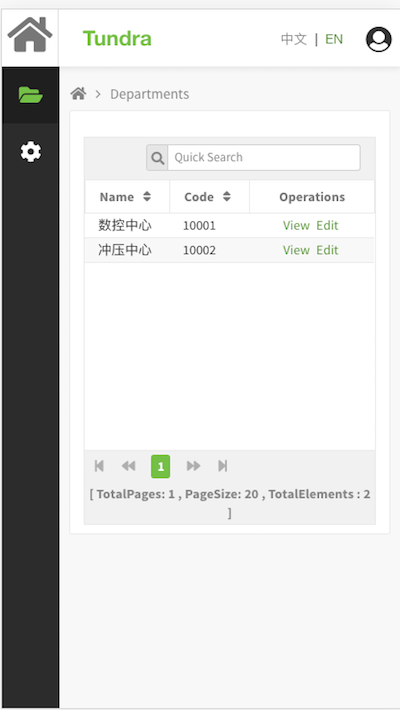 Tundra
中文 | EN
Departments
Quick Search
Name Code Operations
数控中心 10001 View Edit
冲压中心 10002 View Edit
1
[ TotalPages: 1 , PageSize: 20 , TotalElements : 2
]